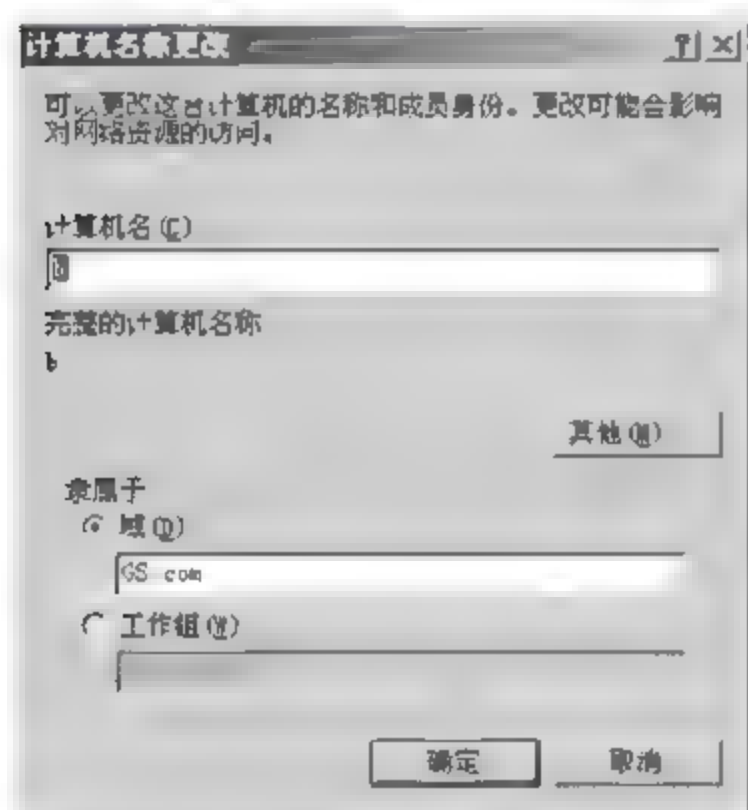 计算机名称更改
可以更改这台计算机的名称和成员身份。更改可能会影响
对网络资源的访问。
计算机名(C)
b
完整的计算机名称
b
其他(M)
隶属于
域(D)
GS com
工作组(W)
确定
取消